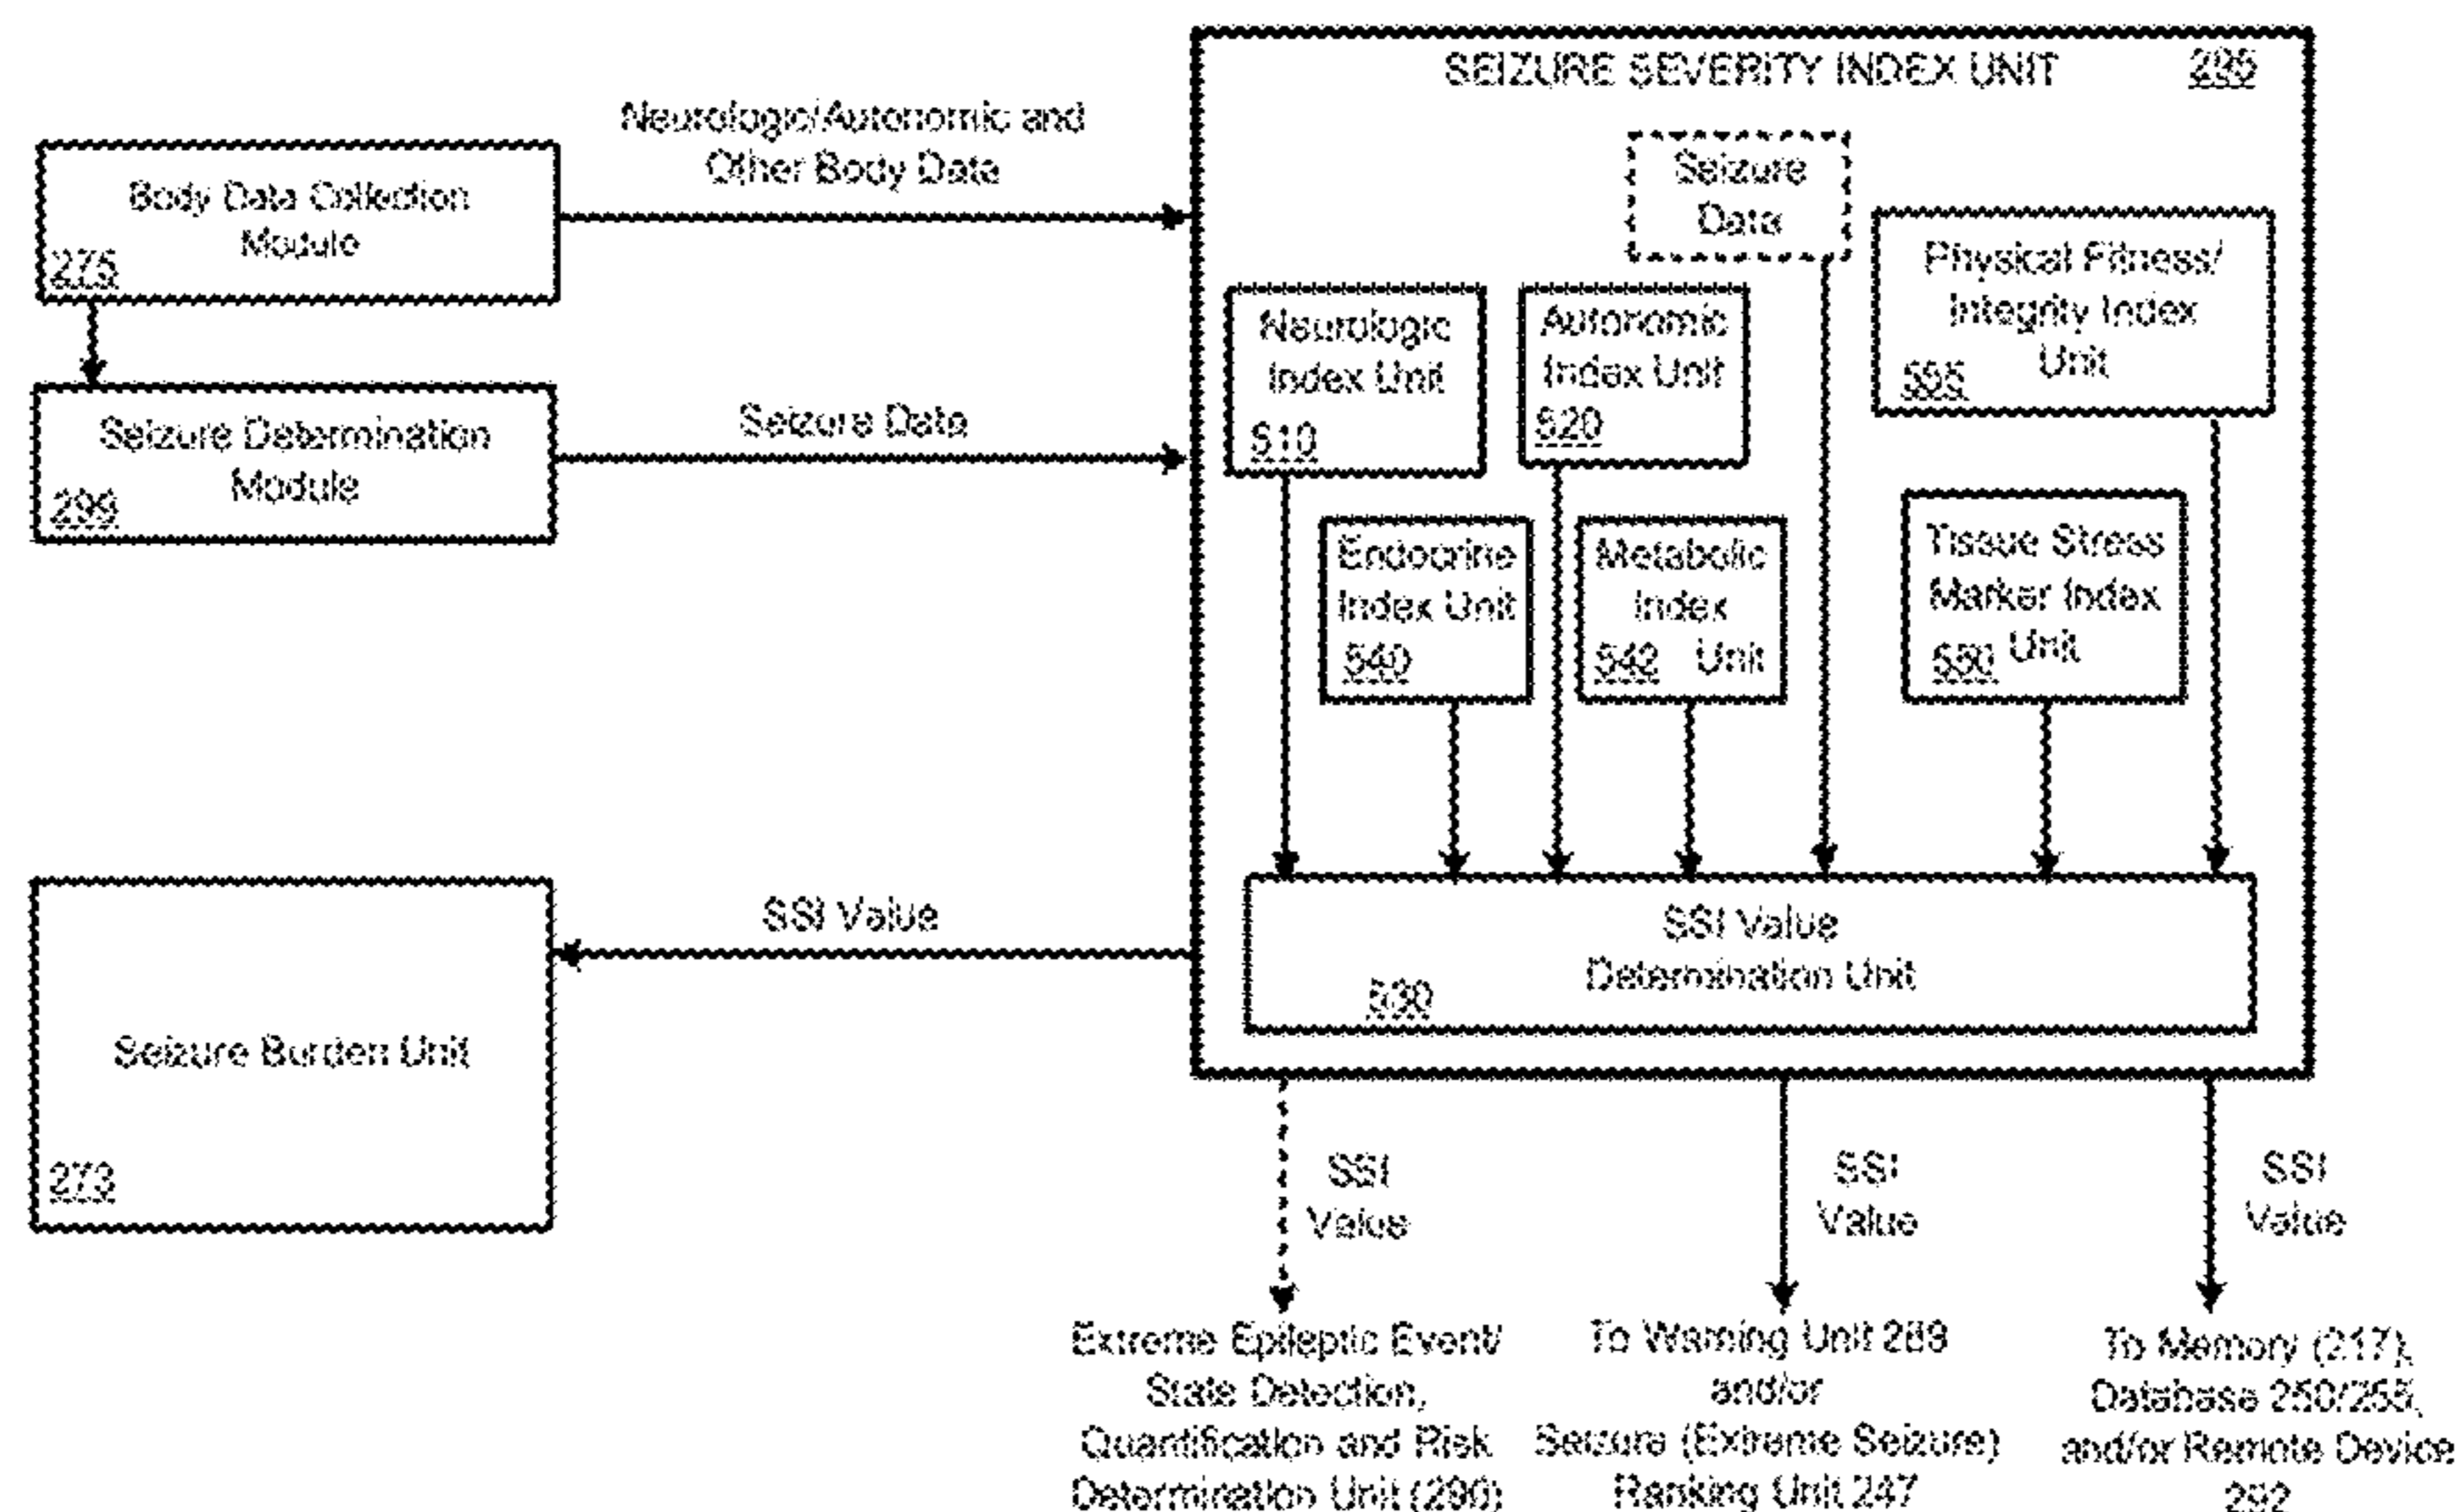 SEIZURE SEVERITY INDEX UNIT 295
Neurologic/Autonomic and
Other Body Data
Body Data Collection
Module
275
Seizure
Data
Physical Fitness/
Integrity Index
Unit
555
Neurologic
Index Unit
510
Autonomic
Index Unit
520
Seizure Determination
Module
299
Seizure Data
Endocrine
Index Unit
540
Metabolic
Index
542 Unit
Tissue Stress
Marker Index
550 Unit
SSI Value
SSI Value
Determination Unit
530
Seizure Burden Unit
273
SSI
Value
SSI
Value
SSI
Value
Extreme Epileptic Event/
State Detection,
Quantification and Risk
Determination Unit (290)
To Warning Unit
and/or
Seizure (Extreme Seizure)
Ranking Unit 247
To Memory (217),
Database 250/255,
and/or Remote Device
292